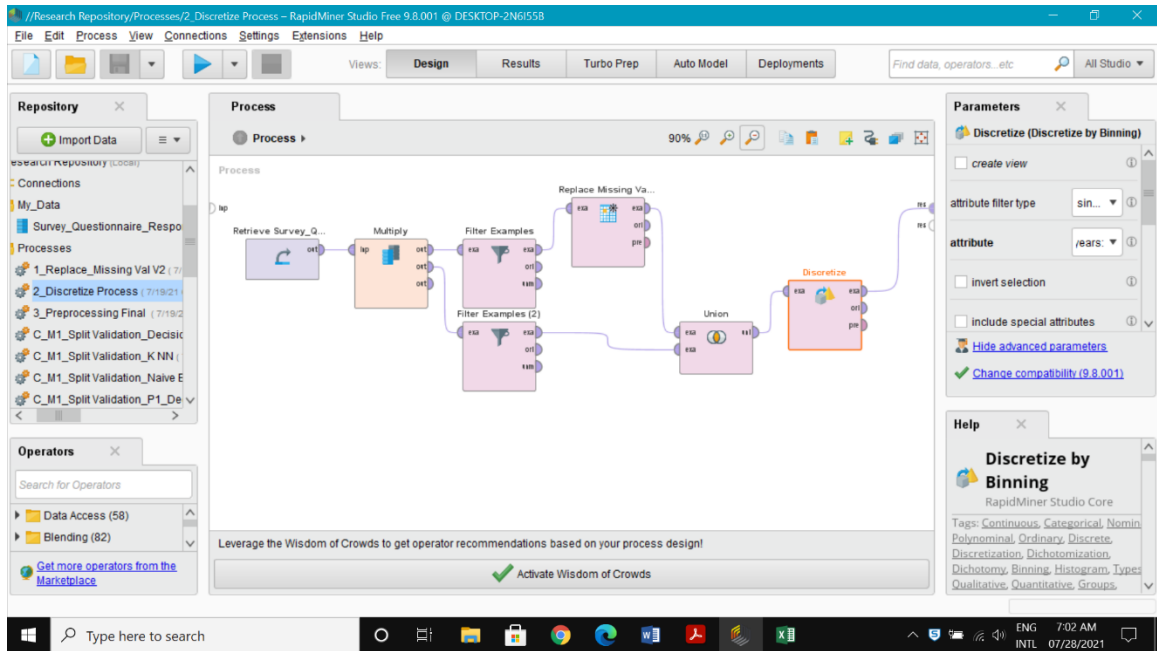 //Research Repository/Processes/2_Discretize Process – RapidMiner Studio Free 9.8.001 @ DESKTOP-2N6I55B
File Edit Process View Connections Settings Extensions Help
Views: Design Results Turbo Prep Auto Model Deployments
Find data, operators...etc
All Studio
Repository
Import Data
Research Repository (Local)
Connections
My_Data
Survey_Questionnaire_Respo
Processes
1_Replace_Missing Val V2 ( 7/
2_Discretize Process ( 7/19/21
3_Preprocessing Final ( 7/19/2
C_M1_Split Validation_Decisic
C_M1_Split Validation_K NN (
C_M1_Split Validation_Naive E
C_M1_Split Validation_P1_De
Operators
Search for Operators
Data Access (58)
Blending (82)
Get more operators from the
Marketplace
Process
Process
90%
Process
inp
Retrieve Survey_Q...
out
Multiply
inp
out
out
out
Filter Examples
exa
exa
ori
unm
Replace Missing Va...
exa
exa
ori
pre
Filter Examples (2)
exa
exa
ori
unm
Union
exa
exa
uni
Discretize
exa
exa
ori
pre
res
res
Leverage the Wisdom of Crowds to get operator recommendations based on your process design!
Activate Wisdom of Crowds
Parameters
Discretize (Discretize by Binning)
create view
attribute filter type
sin...
attribute
years:
invert selection
include special attributes
Hide advanced parameters
Change compatibility (9.8.001)
Help
Discretize by
Binning
RapidMiner Studio Core
Tags: Continuous, Categorical, Nomin
Polynominal, Ordinary, Discrete,
Discretization, Dichotomization,
Dichotomy, Binning, Histogram, Types
Qualitative, Quantitative, Groups,
Type here to search
ENG
INTL
7:02 AM
07/28/2021